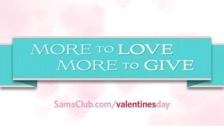 MORE TO LOVE
MORE TO GIVE
SamsClub.com/valentinesday